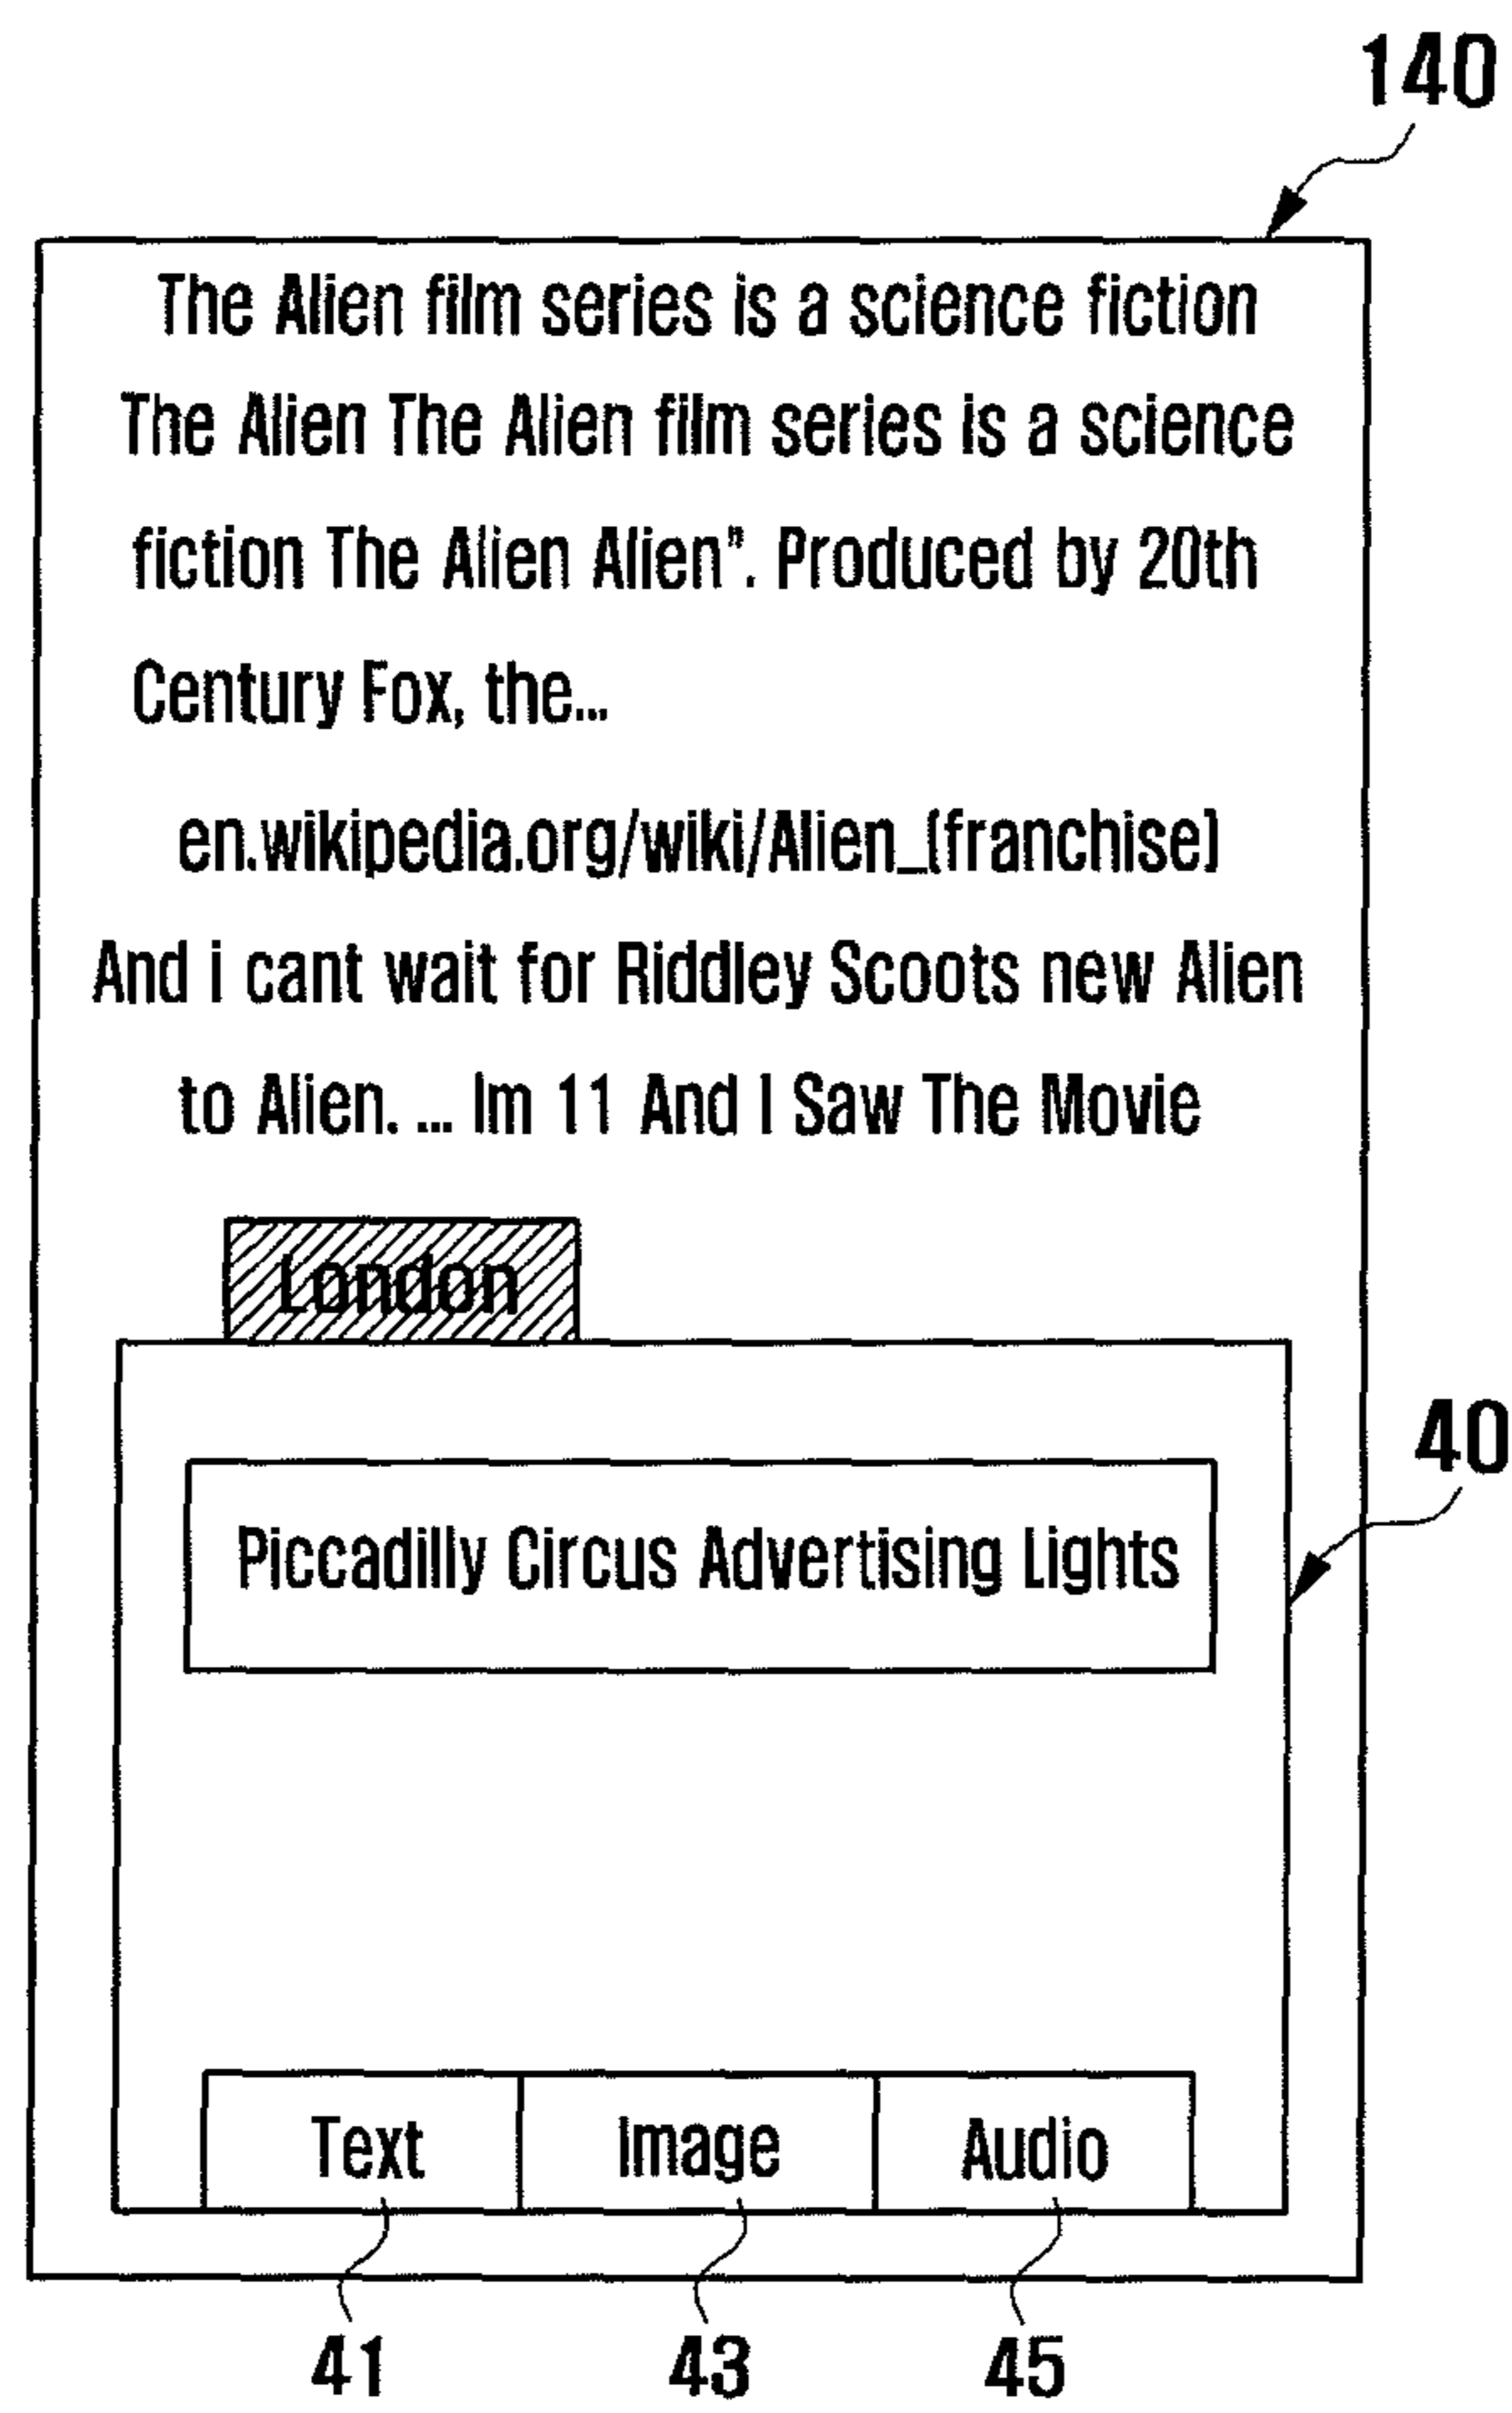 140
The Alien film series is a science fiction
The Alien The Alien film series is a science
fiction The Alien Alien". Produced by 20th
Century Fox, the...
en.wikipedia.org/wiki/Alien_(franchise)
And i cant wait for Riddley Scoots new Alien
to Alien. ... Im 11 And I Saw The Movie
London
40
Piccadilly Circus Advertising Lights
Text Image Audio
41 43 45